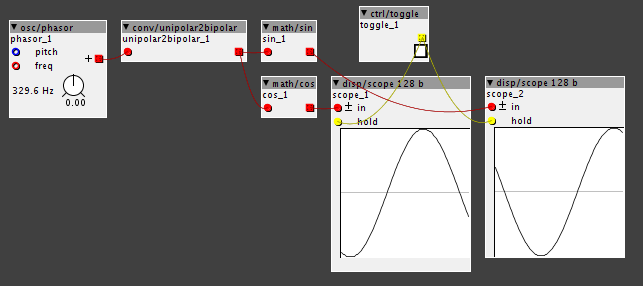 osc/phasor
phasor_1
pitch
+
freq
329.6 Hz
0.00
conv/unipolar2bipolar
unipolar2bipolar_1
math/sin
sin_1
math/cos
cos_1
ctrl/toggle
toggle_1
disp/scope 128 b
scope_1
± in
hold
disp/scope 128 b
scope_2
± in
hold